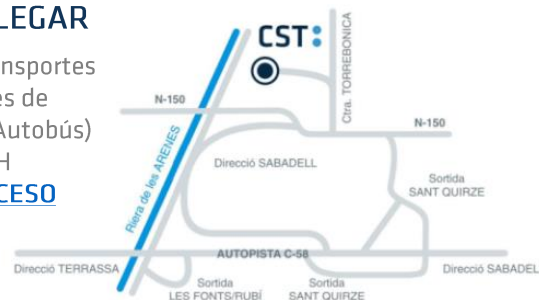 LEGAR
nsportes
es de
Autobús)
H
CESO
CST:
Ctra. TORREBONICA
N-150
N-150
Riera de les ARENES
Direcció SABADELL
Sortida
SANT QUIRZE
AUTOPISTA C-58
Direcció TERRASSA
Direcció SABADEL
Sortida
LES FONTS/RUBÍ
Sortida
SANT QUIRZE